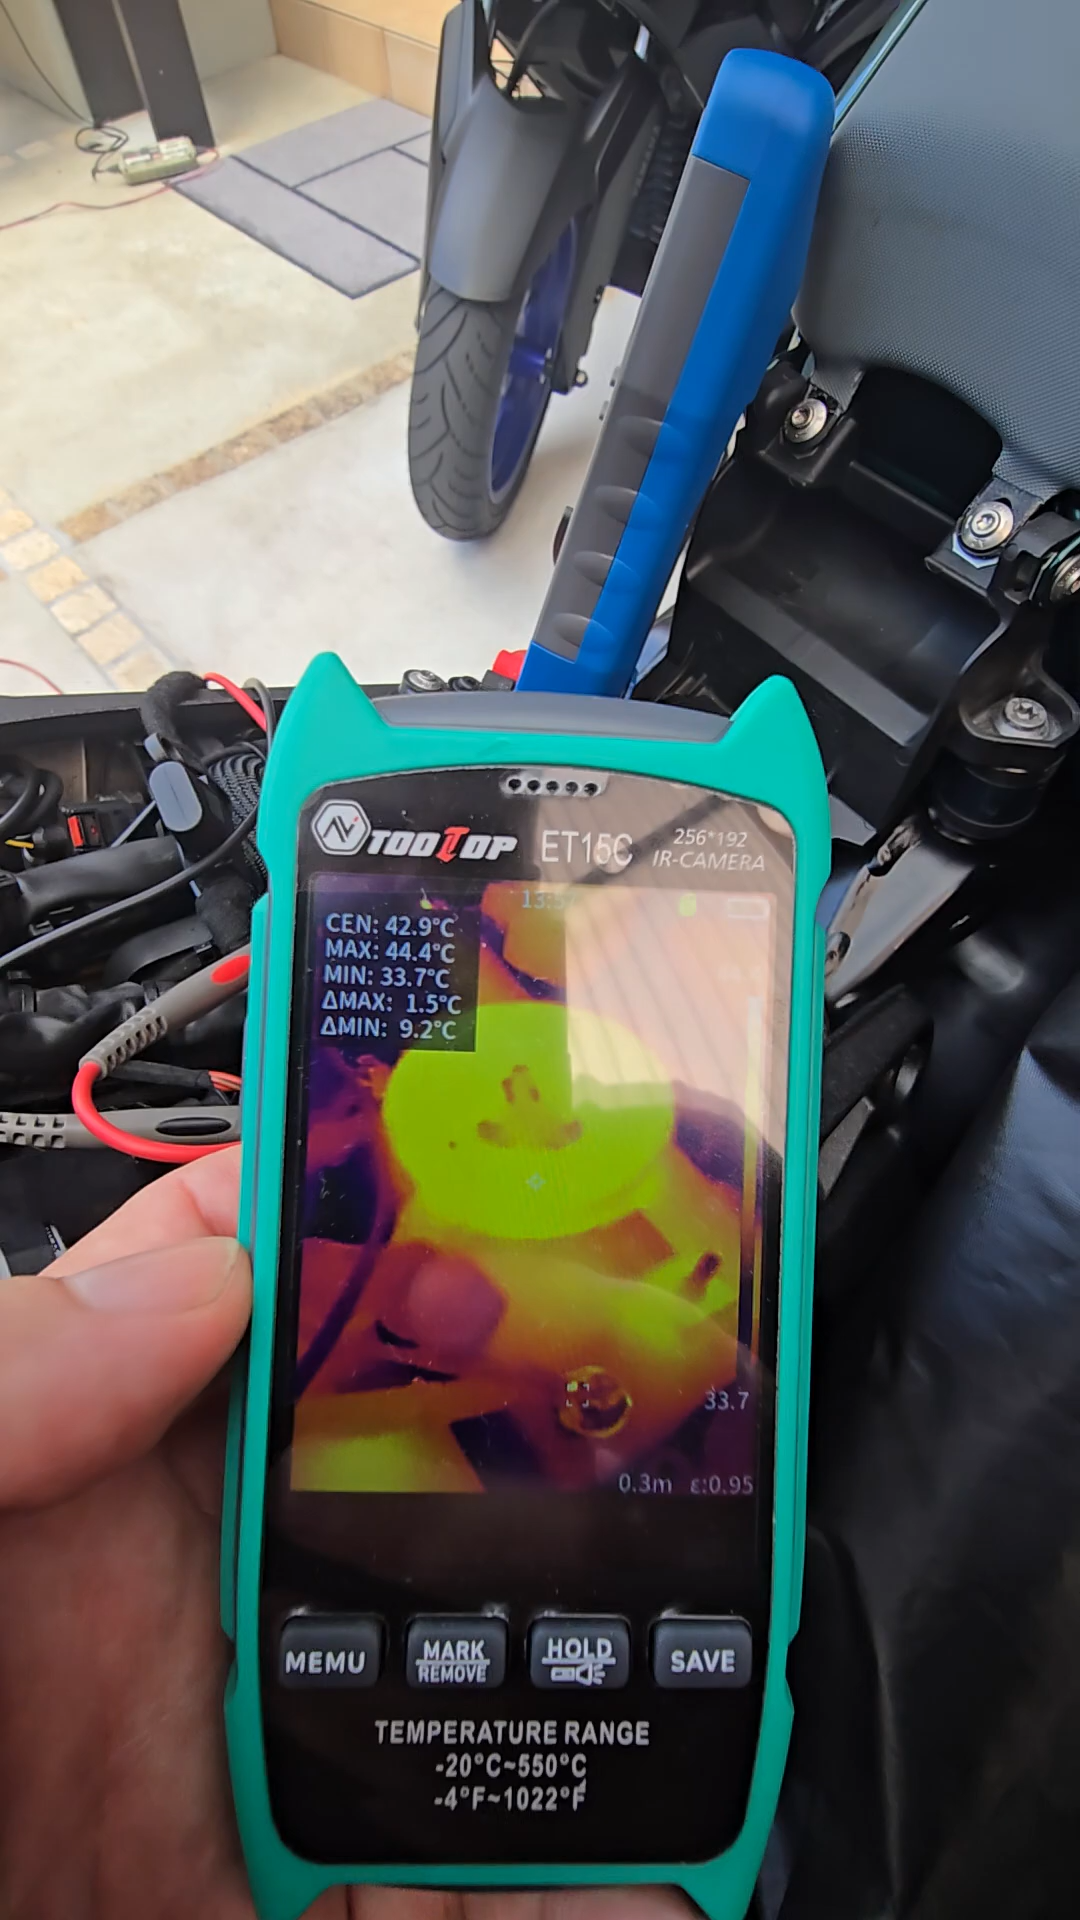 TOOLTOP ET15C 256*192
IR-CAMERA
CEN: 42.9°C
MAX: 44.4°C
MIN: 33.7°C
ΔMAX: 1.5°C
ΔMIN: 9.2°C
33.7
0.3m ε:0.95
MEMU
MARK
REMOVE
HOLD
SAVE
TEMPERATURE RANGE
-20°C~550°C
-4°F~1022°F